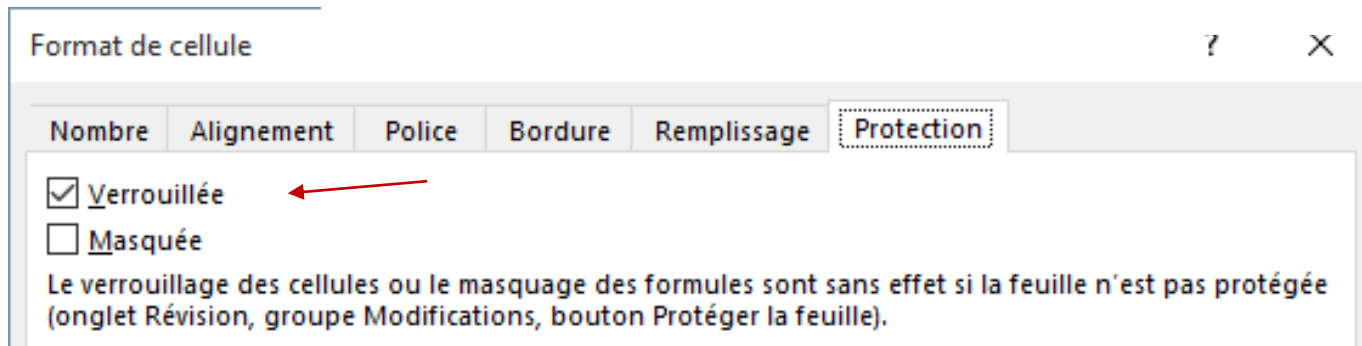 Format de cellule ? X
Nombre Alignement Police Bordure Remplissage Protection
Verrouillée
Masquée
Le verrouillage des cellules ou le masquage des formules sont sans effet si la feuille n'est pas protégée
(onglet Révision, groupe Modifications, bouton Protéger la feuille).